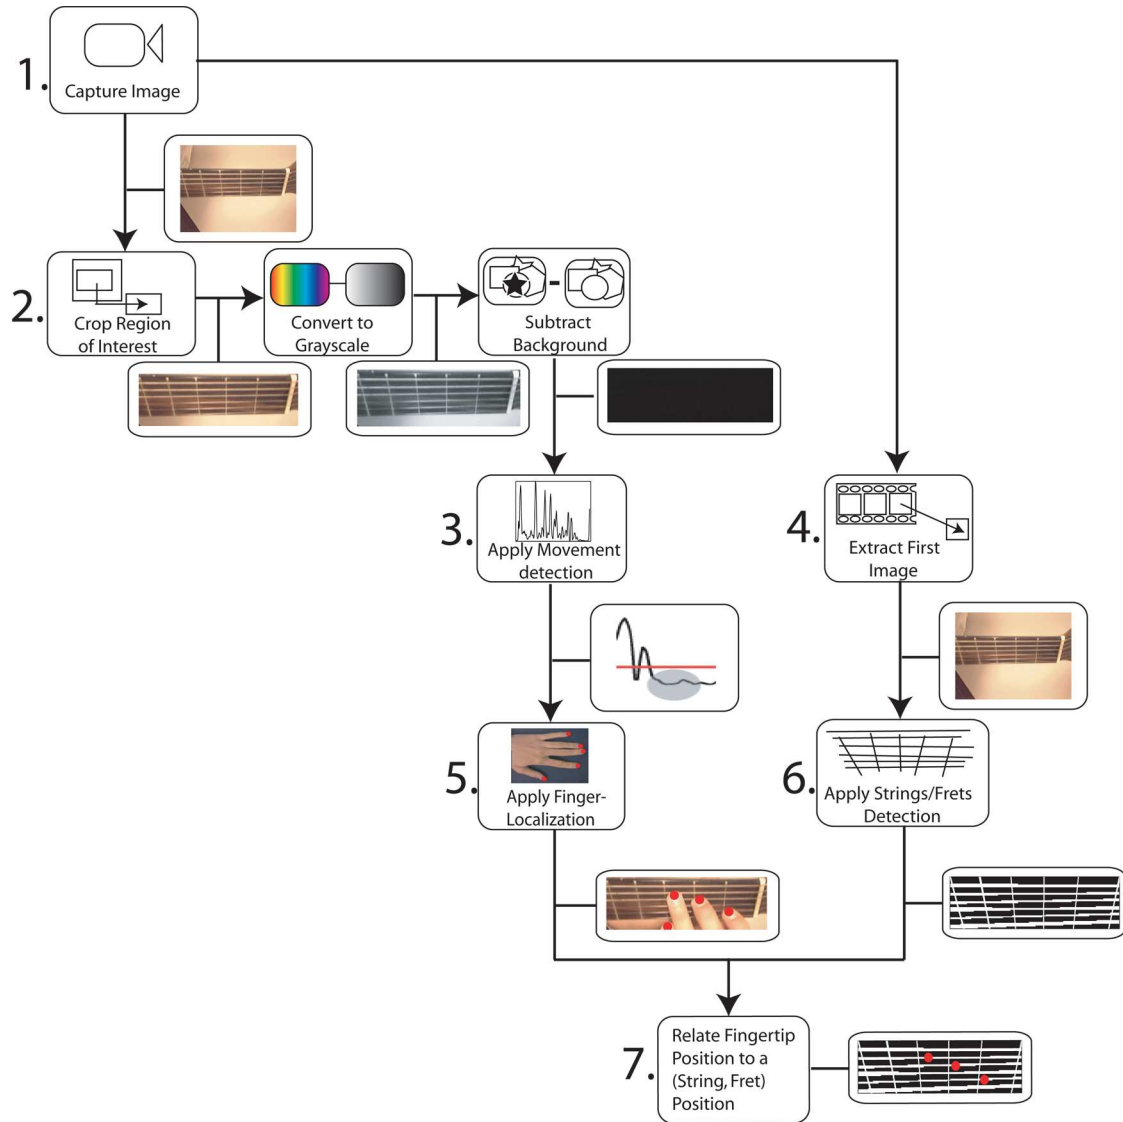 1.
Capture Image
2.
Crop Region
of Interest
Convert to
Grayscale
Subtract
Background
3.
Apply Movement
detection
4.
Extract First
Image
5.
Apply Finger-
Localization
6.
Apply Strings/Frets
Detection
7.
Relate Fingertip
Position to a
(String, Fret)
Position